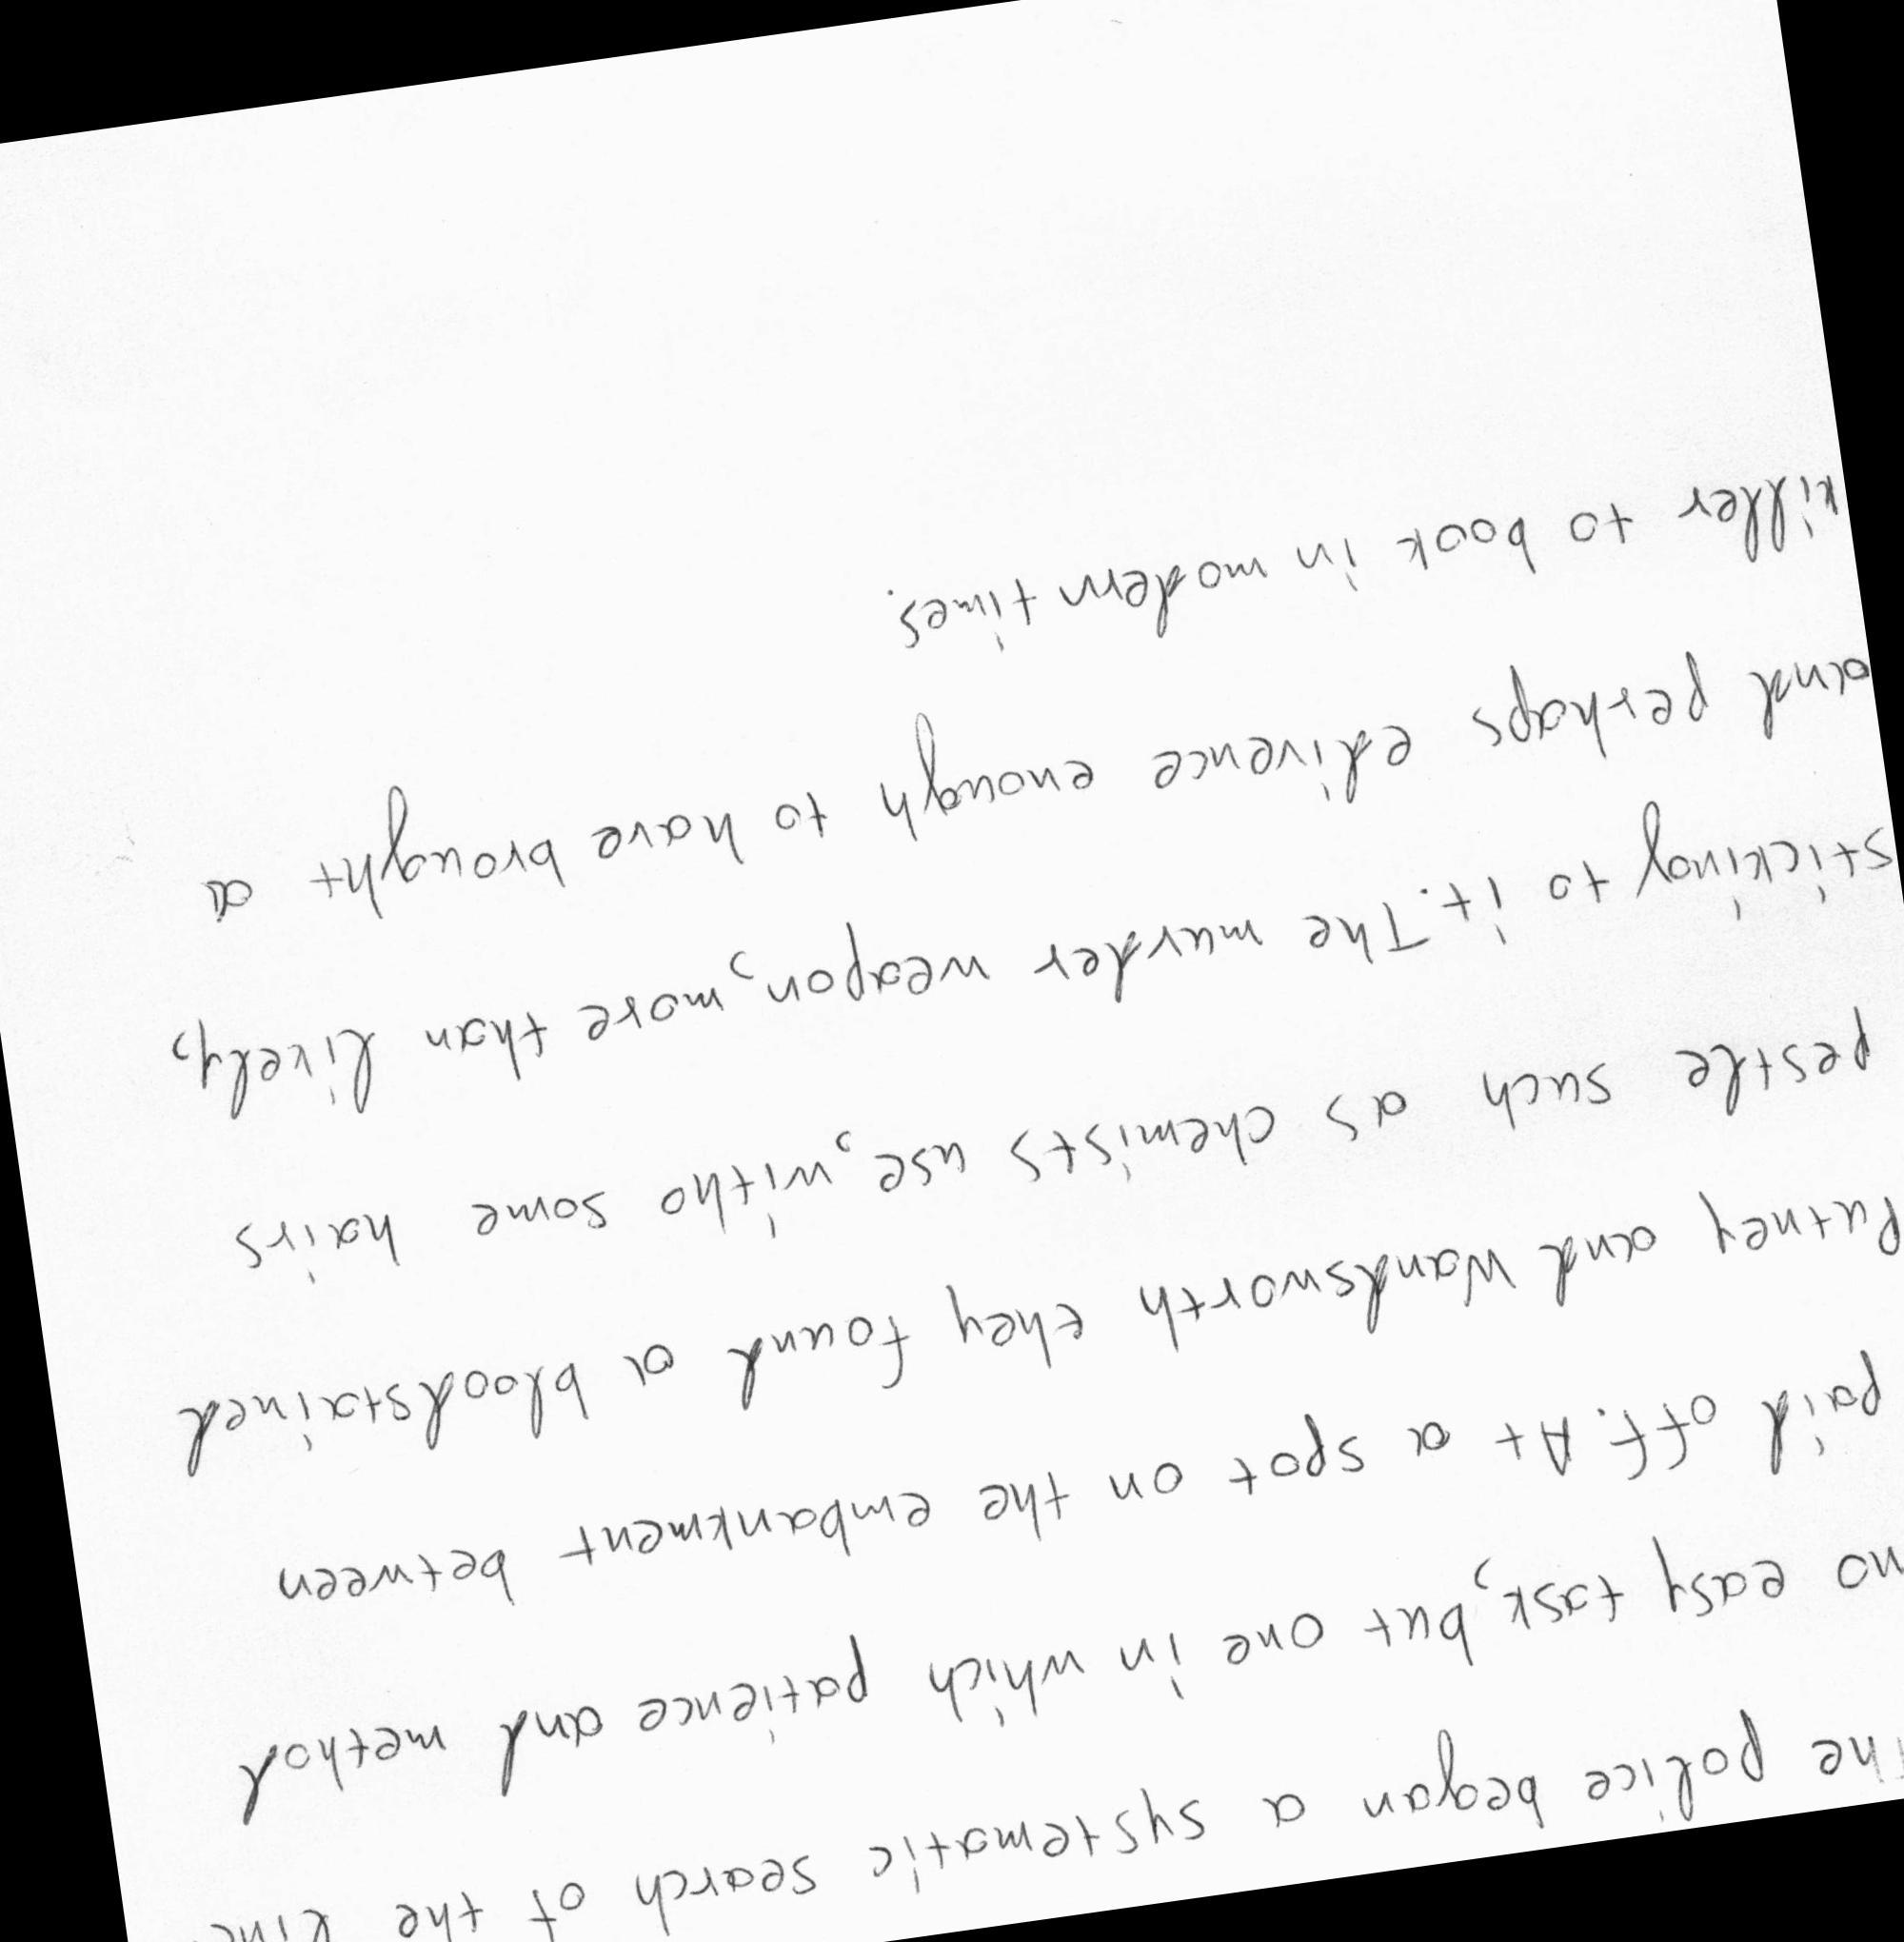 The police began a systematic search of the line
no easy task, but one in which patience and method
paid off. At a spot on the embankment between
Putney and Wandsworth they found a bloodstained
pestle such as chemists use, witho some hairs
sticking to it. The murder weapon, more than likely,
and perhaps edivence enough to have brought a
killer to book in modern times.